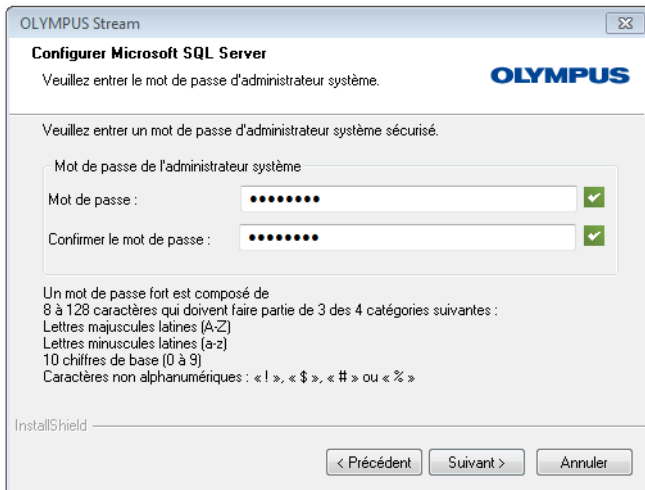 OLYMPUS Stream
Configurer Microsoft SQL Server
Veuillez entrer le mot de passe d'administrateur système.
OLYMPUS
Veuillez entrer un mot de passe d'administrateur système sécurisé.
Mot de passe de l'administrateur système
Mot de passe : ●●●●●●●●
Confirmer le mot de passe : ●●●●●●●●
Un mot de passe fort est composé de
8 à 128 caractères qui doivent faire partie de 3 des 4 catégories suivantes :
Lettres majuscules latines (A-Z)
Lettres minuscules latines (a-z)
10 chiffres de base (0 à 9)
Caractères non alphanumériques : « ! », « $ », « # » ou « % »
InstallShield
< Précédent Suivant > Annuler